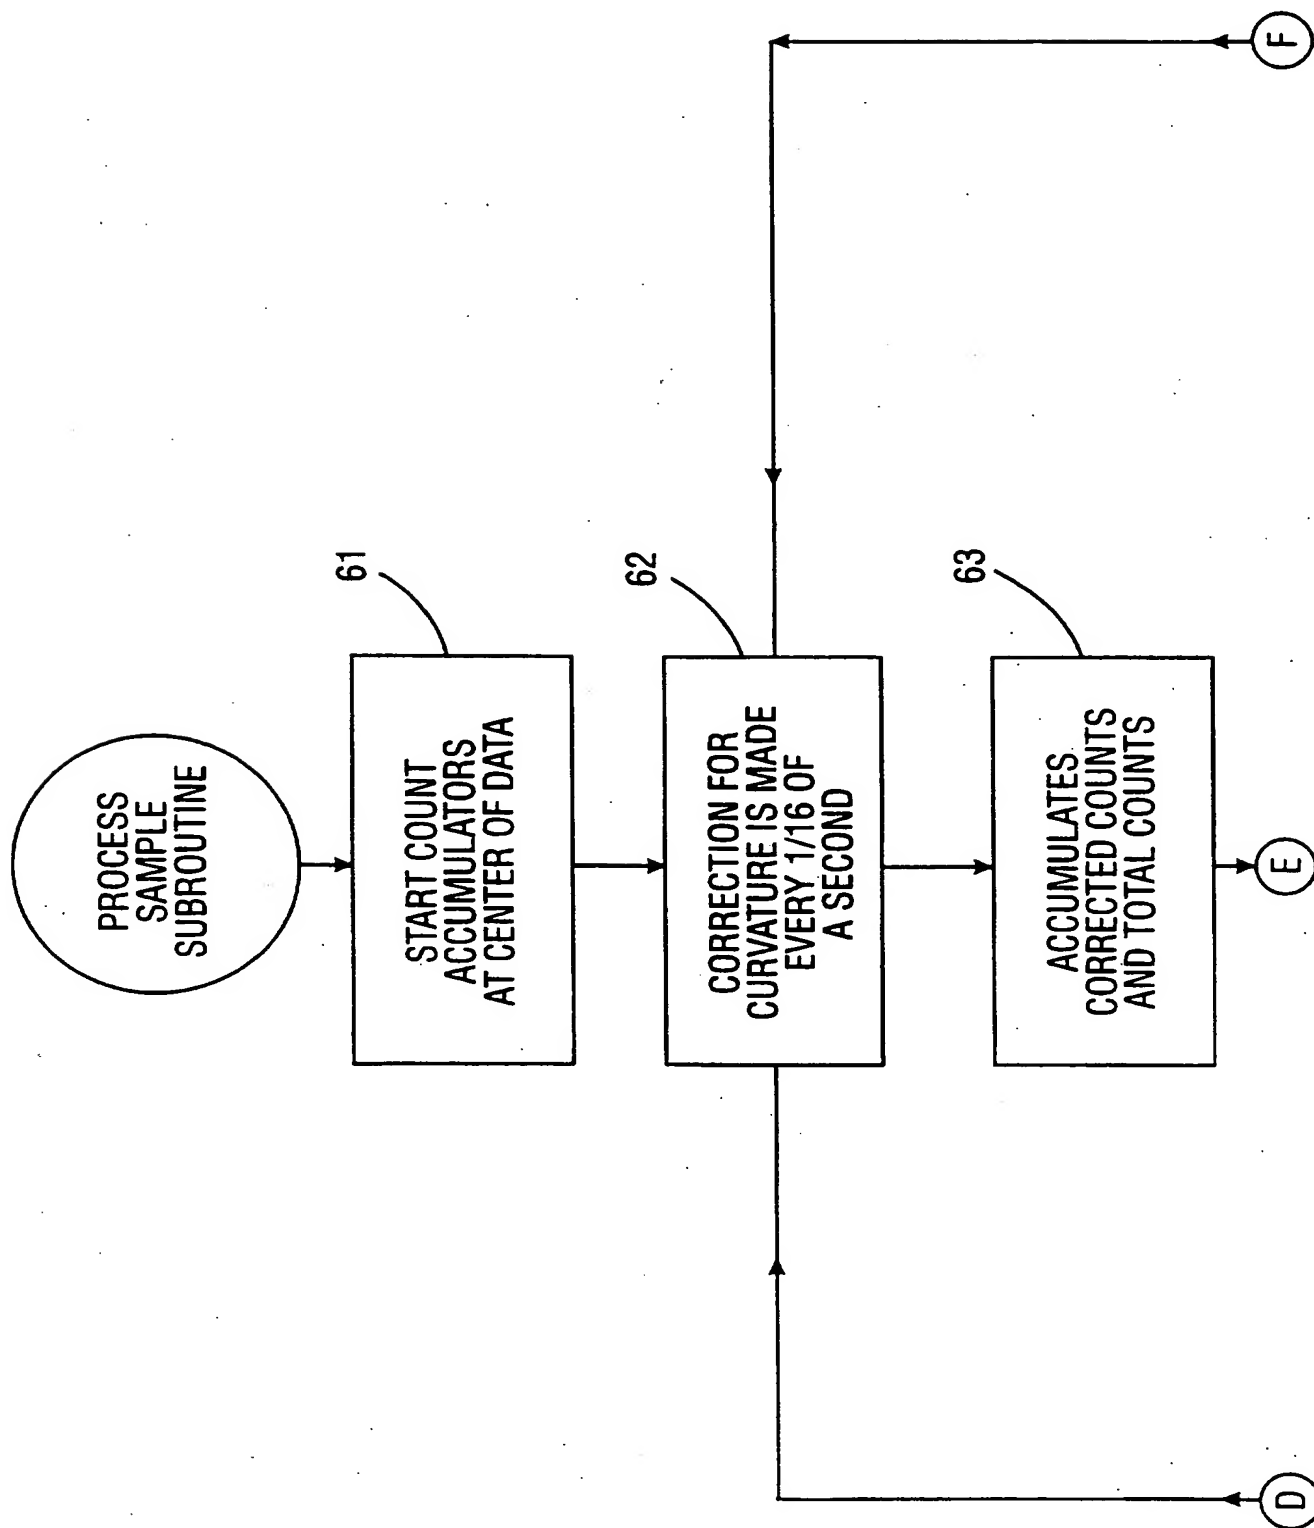 PROCESS
SAMPLE
SUBROUTINE
61
START COUNT
ACCUMULATORS
AT CENTER OF DATA
62
CORRECTION FOR
CURVATURE IS MADE
EVERY 1/16 OF
A SECOND
63
ACCUMULATES
CORRECTED COUNTS
AND TOTAL COUNTS
D
E
F